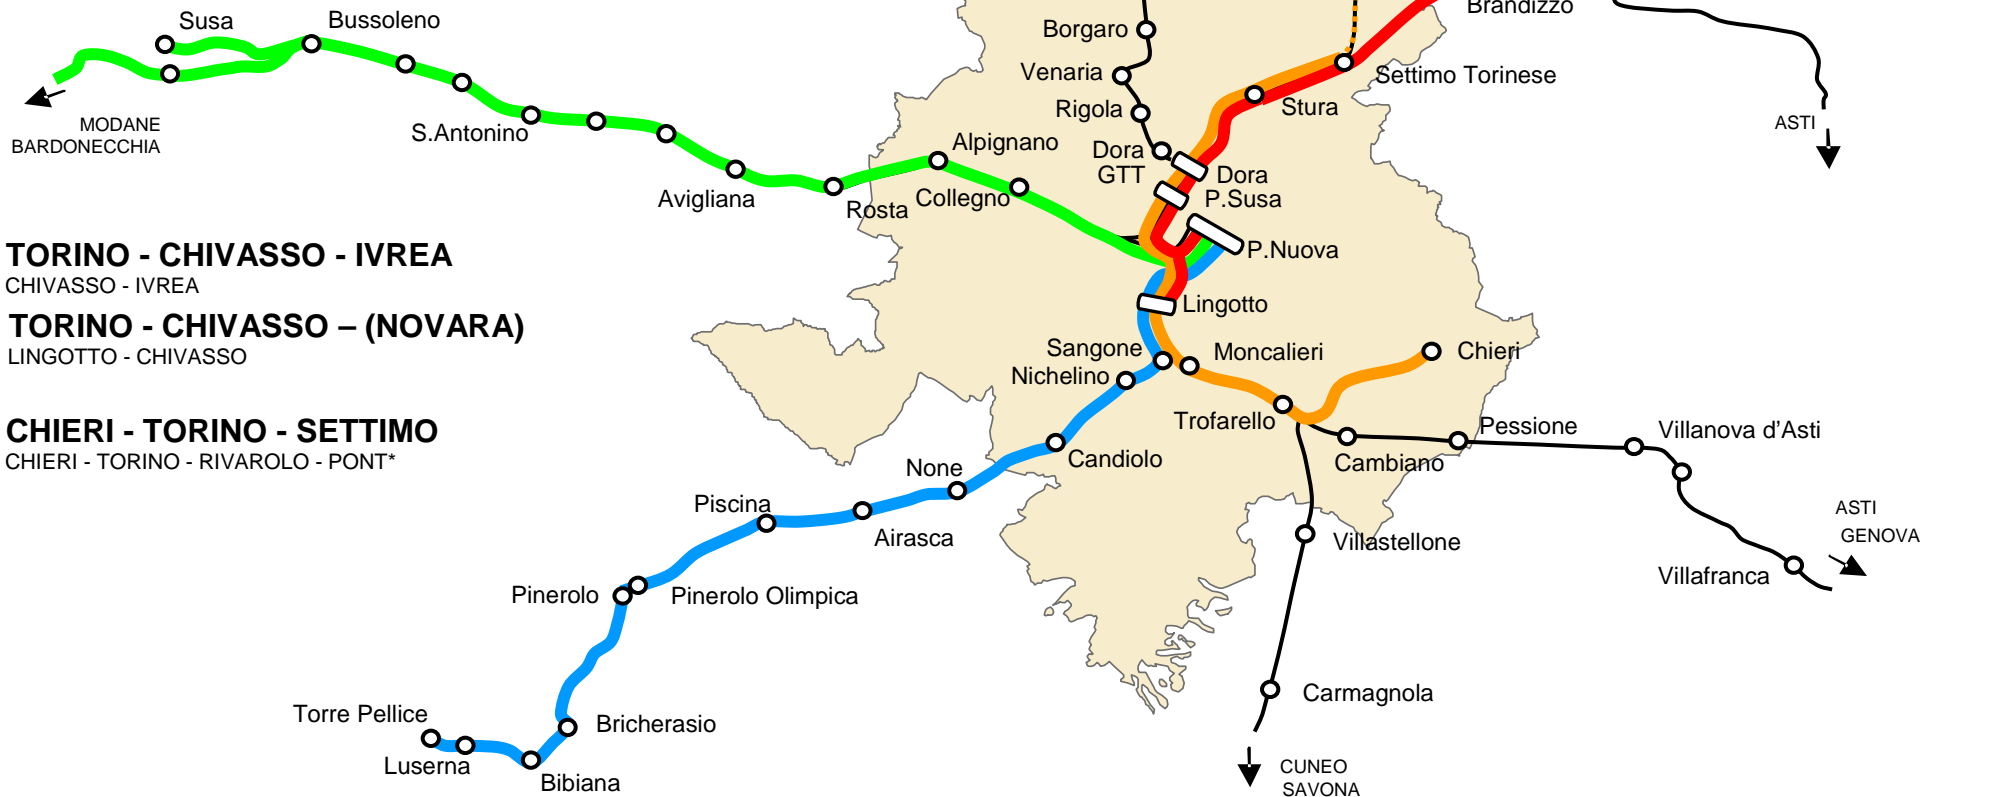 Brandizzo
Susa
Bussoleno
Borgaro
Venaria
Settimo Torinese
Rigola
Stura
MODANE
BARDONECCHIA
S.Antonino
ASTI
Alpignano
Dora
GTT
Dora
P.Susa
Avigliana
Rosta
Collegno
P.Nuova
TORINO - CHIVASSO - IVREA
CHIVASSO - IVREA
TORINO - CHIVASSO – (NOVARA)
LINGOTTO - CHIVASSO
Lingotto
Sangone
Nichelino
Moncalieri
Chieri
CHIERI - TORINO - SETTIMO
CHIERI - TORINO - RIVAROLO - PONT*
Trofarello
Pessione
Villanova d'Asti
Cambiano
Candiolo
None
Piscina
Airasca
ASTI
GENOVA
Villastellone
Villafranca
Pinerolo
Pinerolo Olimpica
Carmagnola
Torre Pellice
Bricherasio
Luserna
Bibiana
CUNEO
SAVONA